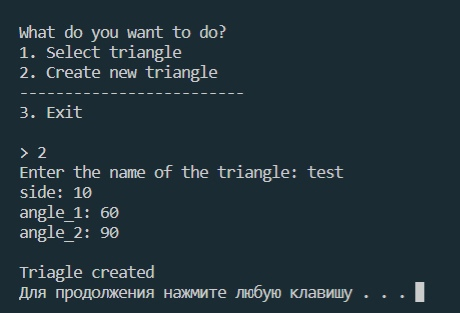 What do you want to do?
1. Select triangle
2. Create new triangle
-------------------------
3. Exit
> 2
Enter the name of the triangle: test
side: 10
angle_1: 60
angle_2: 90
Triagle created
Для продолжения нажмите любую клавишу . . .